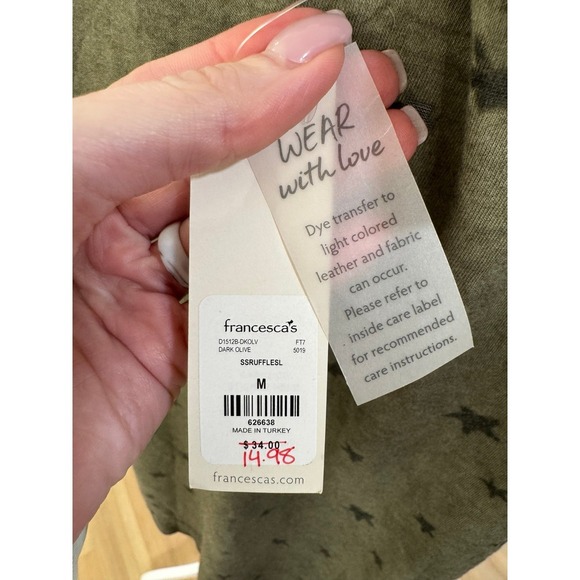 WEAR
with love
Dye transfer to
light colored
leather and fabric
can occur.
Please refer to
inside care label
for recommended
care instructions.
francesca's
D1512B-DKOLV FT7
DARK OLIVE 5019
SSRUFFLESL
M
626638
MADE IN TURKEY
$ 34.00
14.98
francescas.com